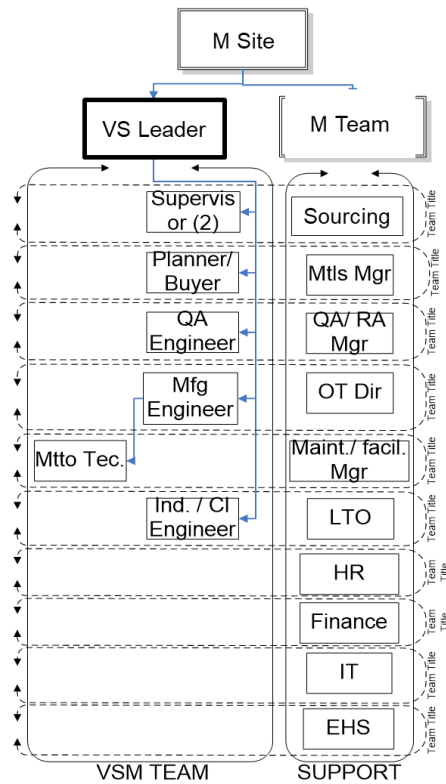 M Site
VS Leader
M Team
Supervis
or (2)
Sourcing
Team Title
Planner/
Buyer
Mtls Mgr
Team Title
QA
Engineer
QA/ RA
Mgr
Team Title
Mfg
Engineer
OT Dir
Team Title
Mtto Tec.
Maint./ facil.
Mgr
Team Title
Ind. / CI
Engineer
LTO
Team Title
HR
Team
Title
Finance
Team
Title
IT
Team Title
EHS
Team Title
VSM TEAM
SUPPORT